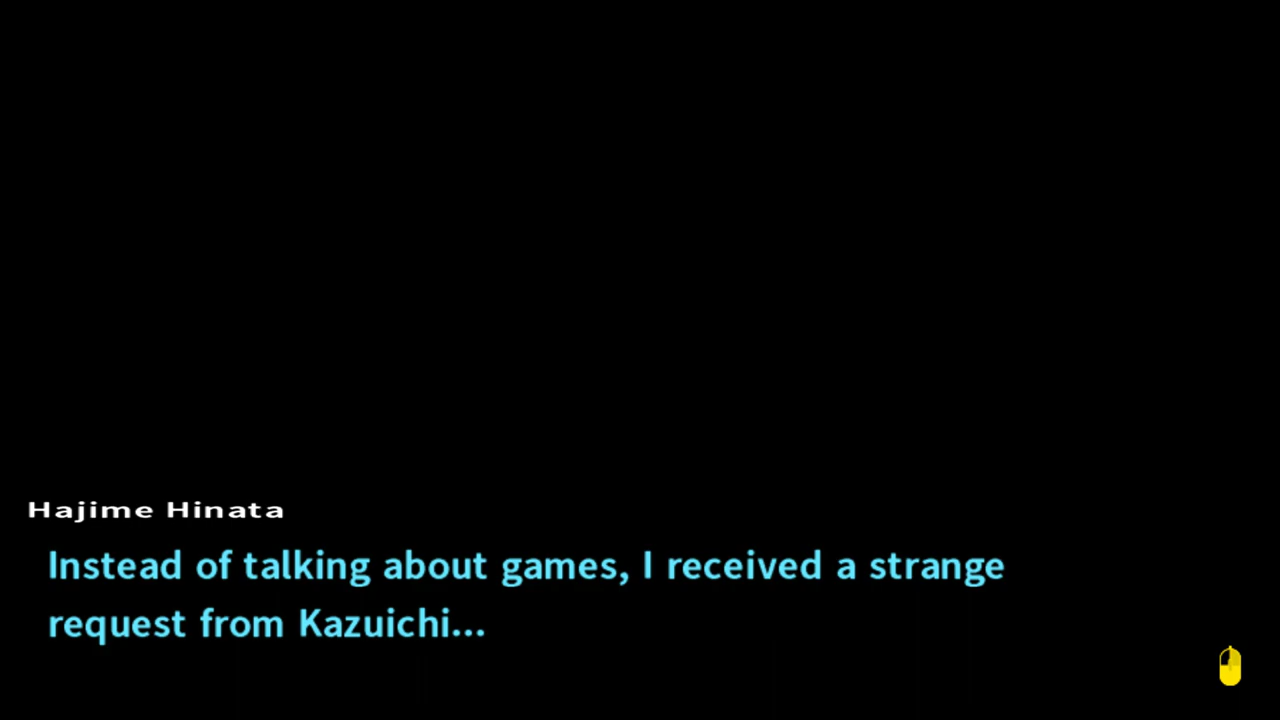 Hajime Hinata
Instead of talking about games, I received a strange
request from Kazuichi...